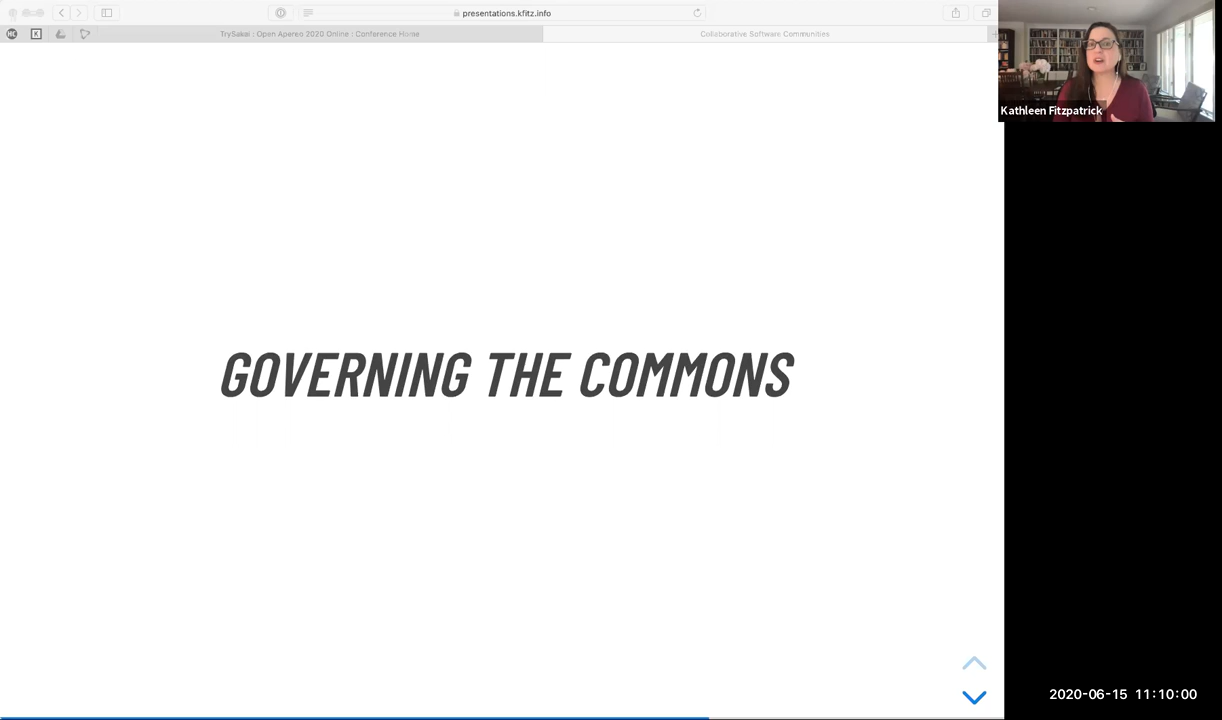 presentations.kfitz.info
TrySakai : Open Apereo 2020 Online : Conference Home
Collaborative Software Communities
HC
K
Kathleen Fitzpatrick
GOVERNING THE COMMONS
2020-06-15 11:10:00